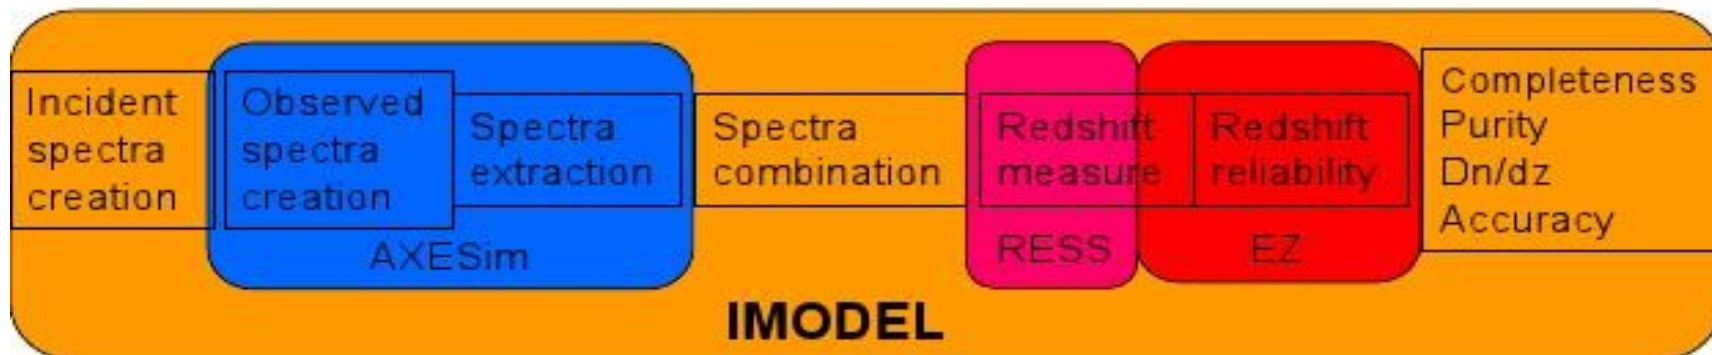 Incident
spectra
creation
Observed
spectra
creation
Spectra
extraction
AXESim
Spectra
combination
Redshift
measure
RESS
Redshift
reliability
EZ
Completeness
Purity
Dn/dz
Accuracy
IMODEL